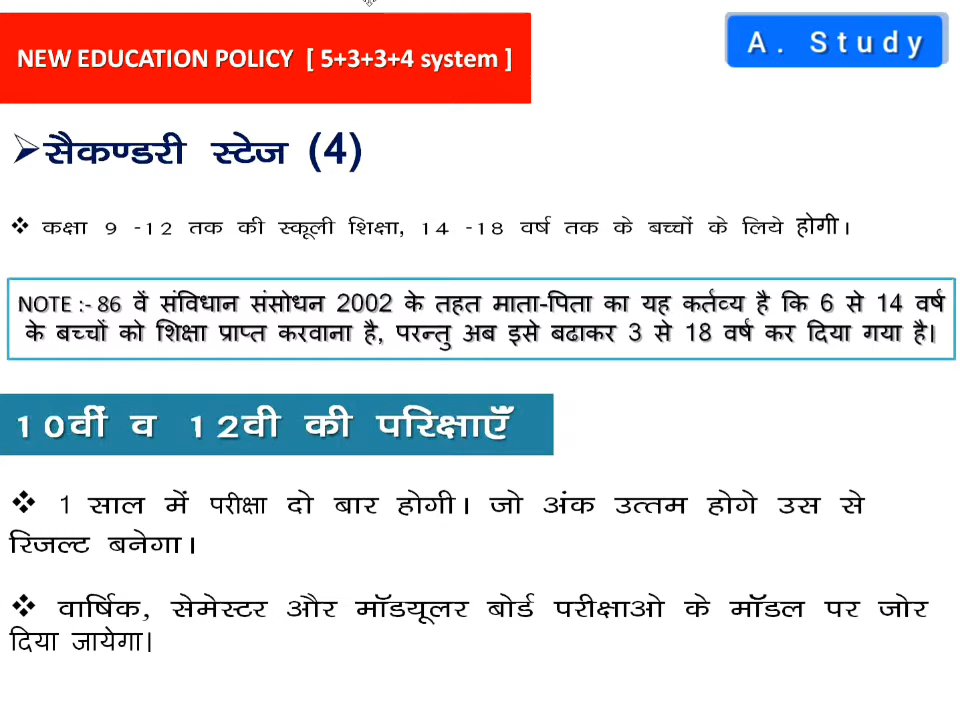 NEW EDUCATION POLICY [ 5+3+3+4 system ]
A. Study
सैकण्डरी स्टेज (4)
कक्षा 9 -12 तक की स्कूली शिक्षा, 14 -18 वर्ष तक के बच्चों के लिये होगी।
NOTE :- 86 वें संविधान संसोधन 2002 के तहत माता-पिता का यह कर्तव्य है कि 6 से 14 वर्ष
के बच्चों को शिक्षा प्राप्त करवाना है, परन्तु अब इसे बढाकर 3 से 18 वर्ष कर दिया गया है।
10वीं व 12वी की परिक्षाएँ
1 साल में परीक्षा दो बार होगी। जो अंक उत्तम होगे उस से
रिजल्ट बनेगा।
वार्षिक, सेमेस्टर और मॉडयूलर बोर्ड परीक्षाओ के मॉडल पर जोर
दिया जायेगा।